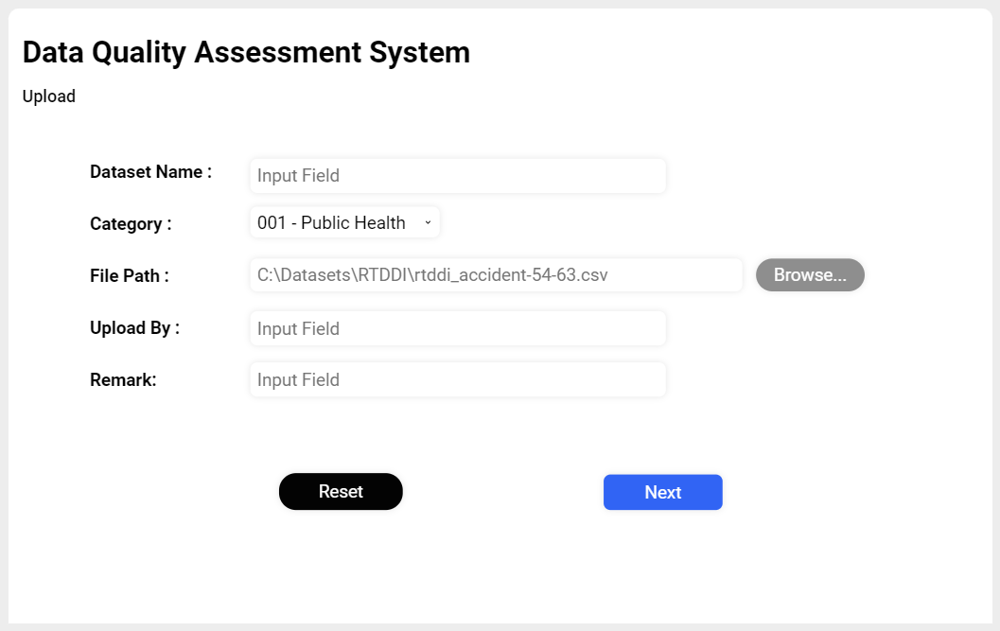 Data Quality Assessment System
Upload
Dataset Name : Input Field
Category : 001 - Public Health
File Path : C:\Datasets\RTDDI\rtddi_accident-54-63.csv Browse...
Upload By : Input Field
Remark: Input Field
Reset Next